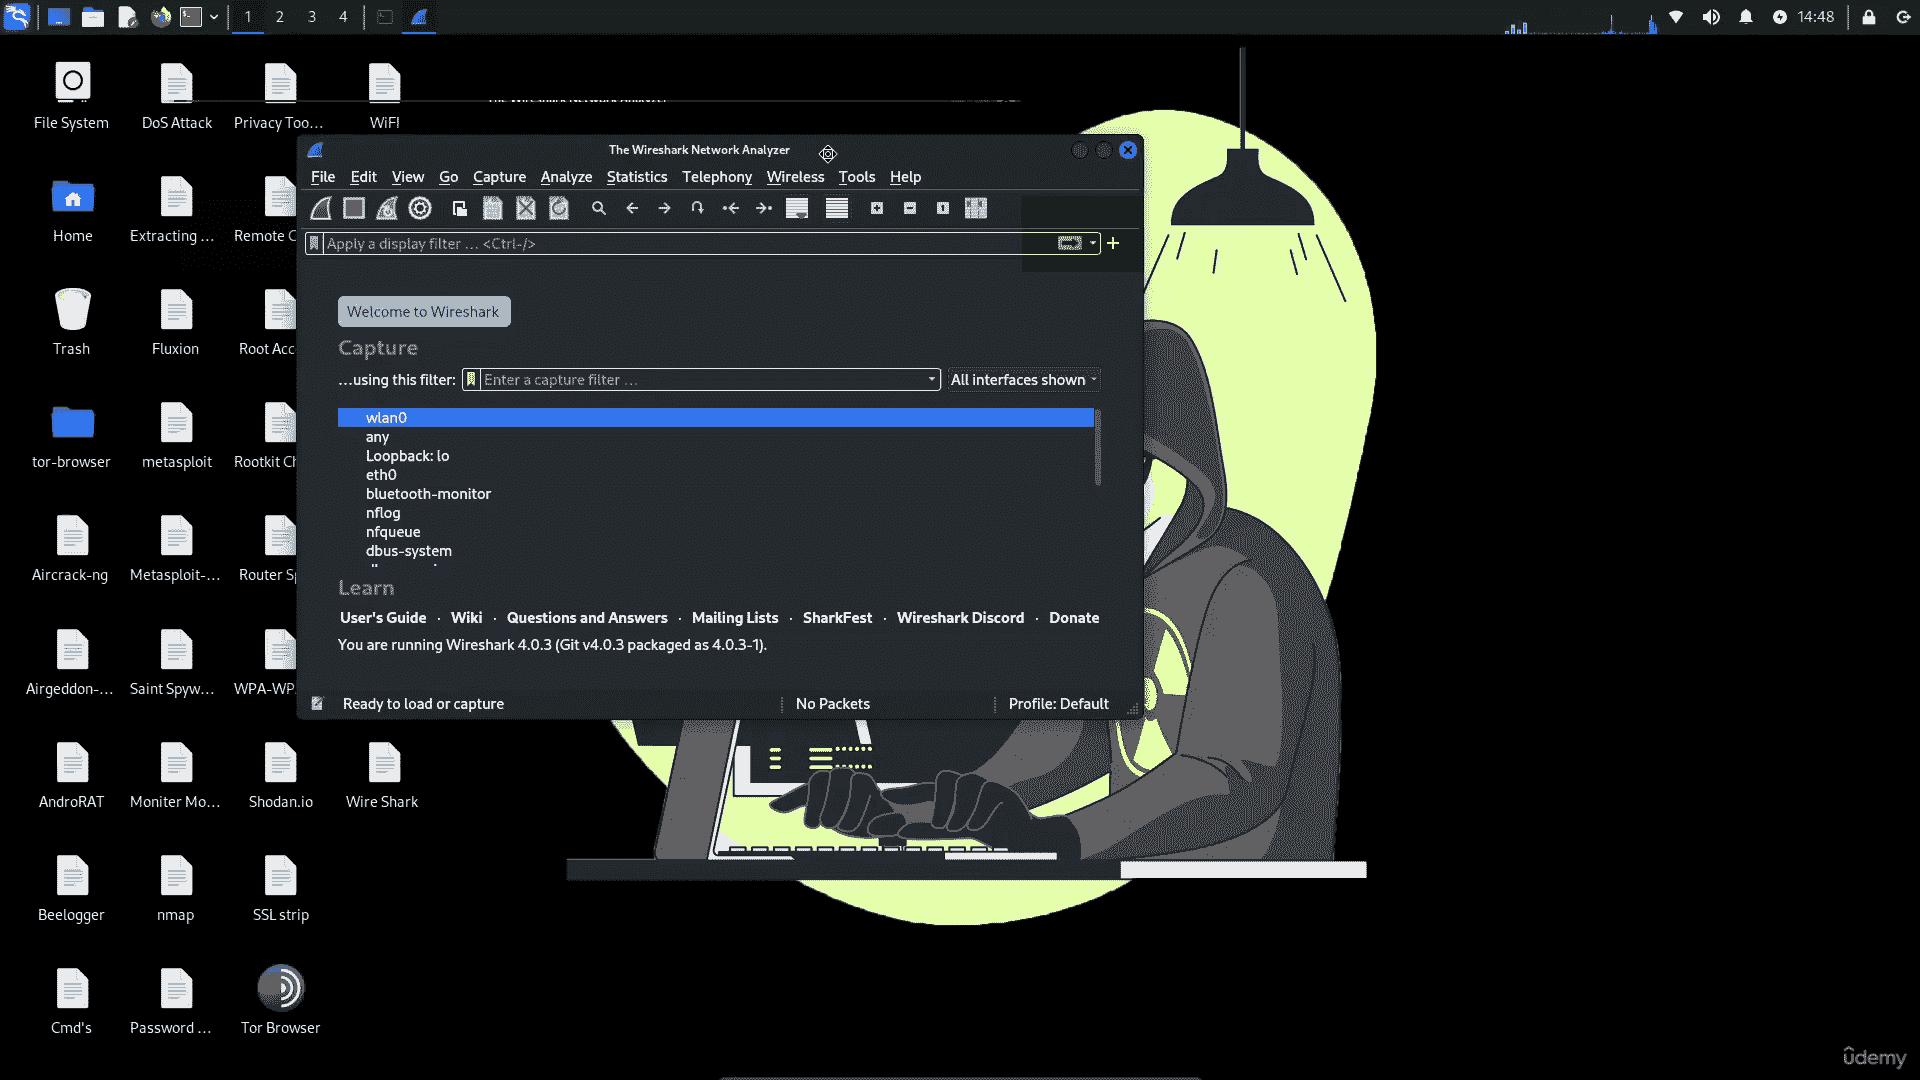 1 2 3 4
14:48
File System
DoS Attack
Privacy Too...
WiFI
The Wireshark Network Analyzer
File Edit View Go Capture Analyze Statistics Telephony Wireless Tools Help
Home
Extracting ...
Remote C
Apply a display filter ... <Ctrl-/>
Welcome to Wireshark
Trash
Fluxion
Root Acc
Capture
...using this filter:
Enter a capture filter ...
All interfaces shown
wlan0
any
Loopback: lo
eth0
bluetooth-monitor
nflog
nfqueue
dbus-system
tor-browser
metasploit
Rootkit Ch
Aircrack-ng
Metasploit-...
Router Sp
Learn
User's Guide · Wiki · Questions and Answers · Mailing Lists · SharkFest · Wireshark Discord · Donate
You are running Wireshark 4.0.3 (Git v4.0.3 packaged as 4.0.3-1).
Airgeddon-...
Saint Spyw...
WPA-WP
Ready to load or capture
No Packets
Profile: Default
AndroRAT
Moniter Mo...
Shodan.io
Wire Shark
Beelogger
nmap
SSL strip
Cmd's
Password ...
Tor Browser
ûdemy